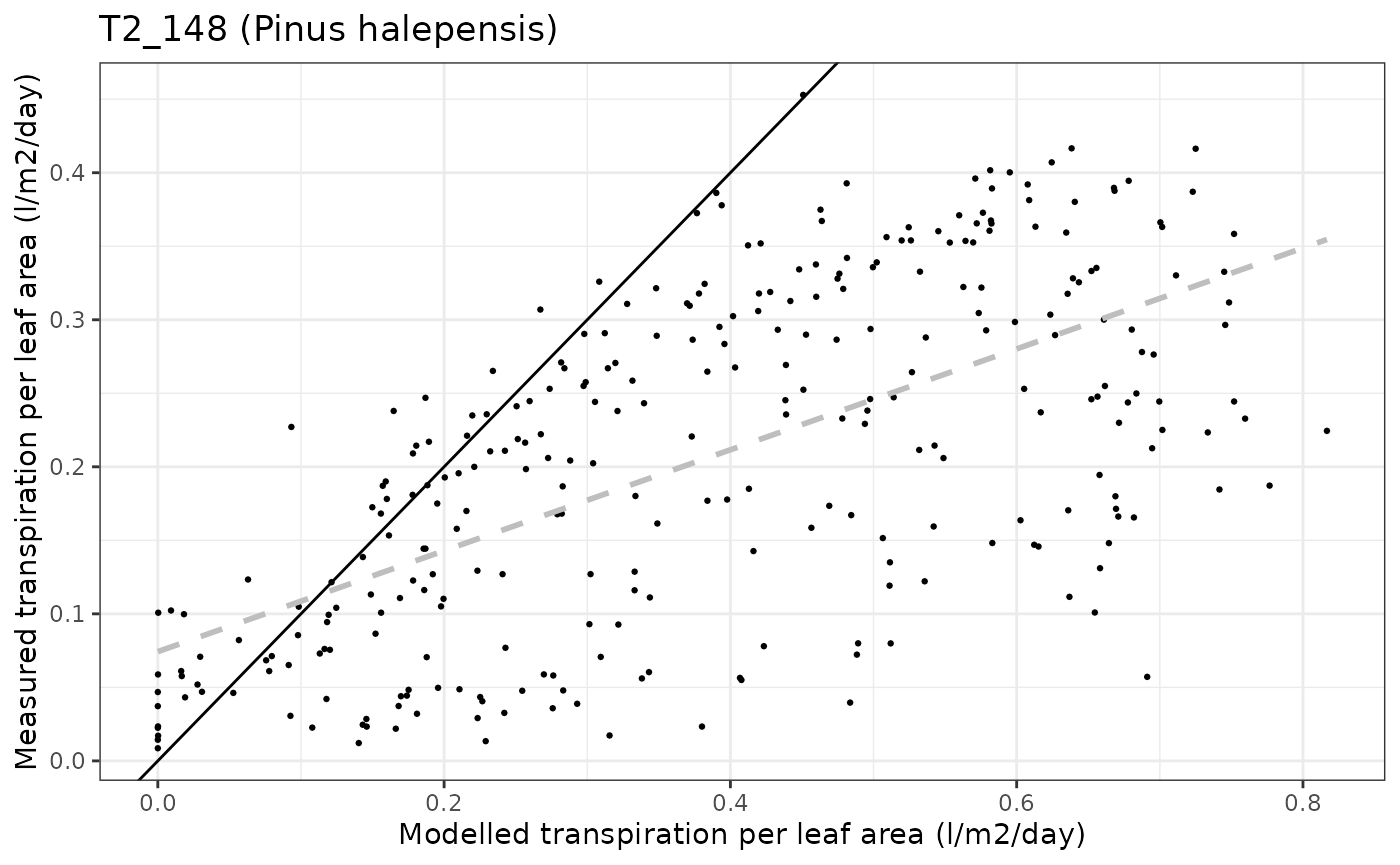 T2_148 (Pinus halepensis)
Measured transpiration per leaf area (l/m2/day)
0.4
0.3
0.2
0.1
0.0
0.0 0.2 0.4 0.6 0.8
Modelled transpiration per leaf area (l/m2/day)